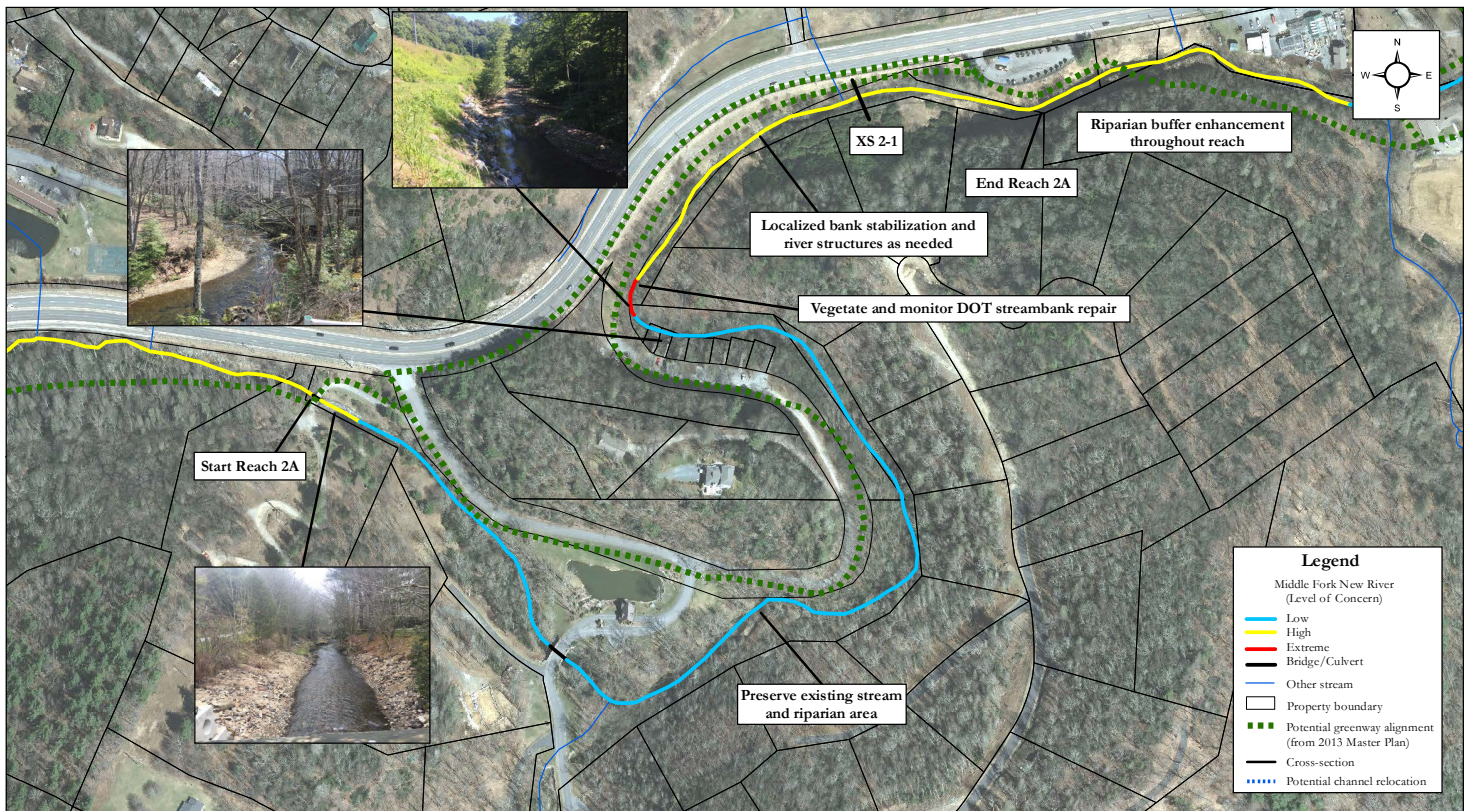 N
W E
S
XS 2-1
Riparian buffer enhancement
throughout reach
End Reach 2A
Localized bank stabilization and
river structures as needed
Vegetate and monitor DOT streambank repair
Start Reach 2A
Preserve existing stream
and riparian area
Legend
Middle Fork New River
(Level of Concern)
Low
High
Extreme
Bridge/Culvert
Other stream
Property boundary
Potential greenway alignment
(from 2013 Master Plan)
Cross-section
Potential channel relocation